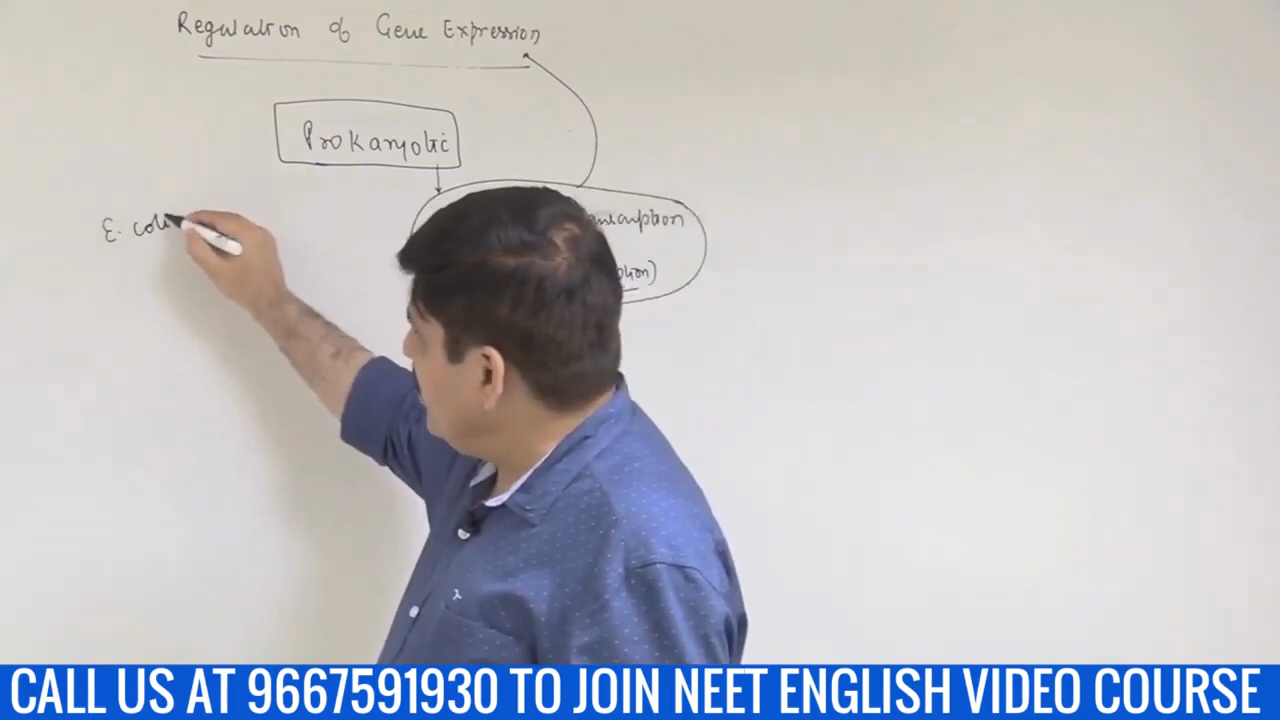 Regulation of Gene Expression
Prokaryotic
E. coli
CALL US AT 9667591930 TO JOIN NEET ENGLISH VIDEO COURSE